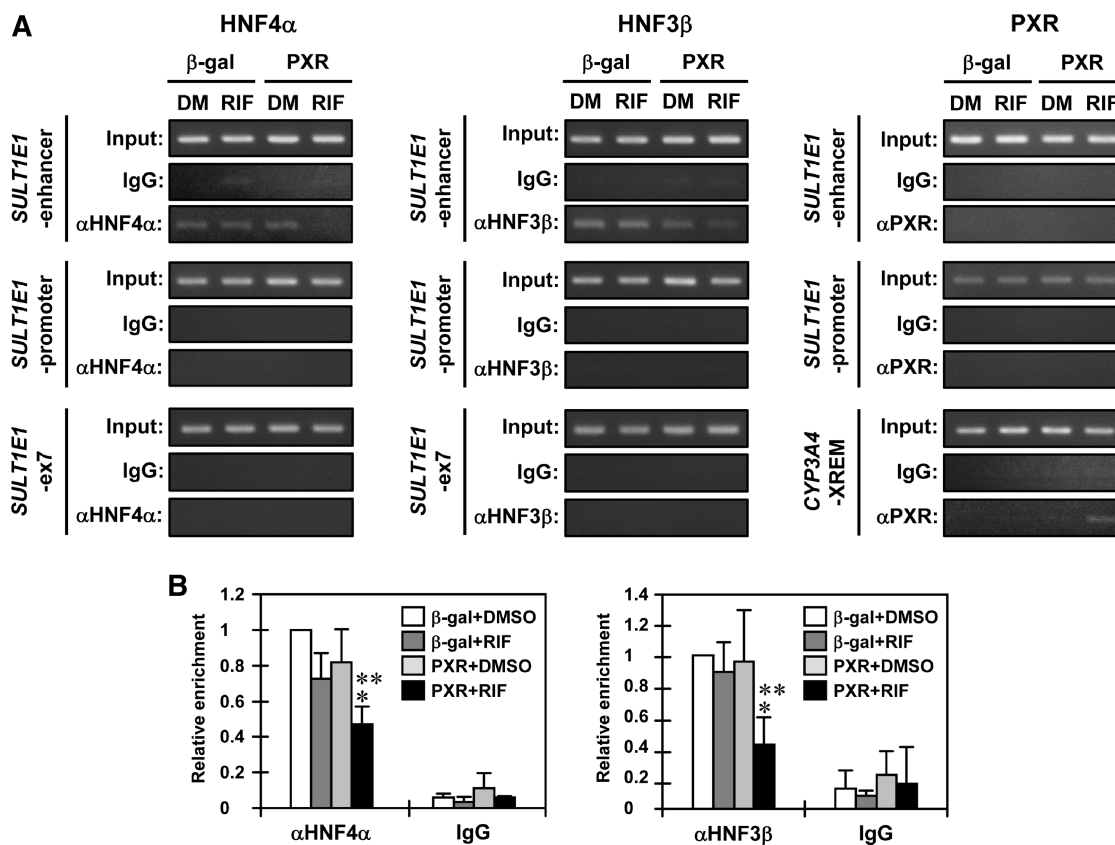 A
HNF4α
HNF3β
PXR
β-gal PXR
β-gal PXR
β-gal PXR
DM RIF DM RIF
DM RIF DM RIF
DM RIF DM RIF
SULT1E1
-enhancer
Input:
IgG:
αHNF4α:
SULT1E1
-enhancer
Input:
IgG:
αHNF3β:
SULT1E1
-enhancer
Input:
IgG:
αPXR:
SULT1E1
-promoter
Input:
IgG:
αHNF4α:
SULT1E1
-promoter
Input:
IgG:
αHNF3β:
SULT1E1
-promoter
Input:
IgG:
αPXR:
SULT1E1
-ex7
Input:
IgG:
αHNF4α:
SULT1E1
-ex7
Input:
IgG:
αHNF3β:
CYP3A4
-XREM
Input:
IgG:
αPXR:
B
Relative enrichment
1.2
1
0.8
0.6
0.4
0.2
0
β-gal+DMSO
β-gal+RIF
PXR+DMSO
PXR+RIF
**
*
αHNF4α IgG
Relative enrichment
1.4
1.2
1.0
0.8
0.6
0.4
0.2
0
β-gal+DMSO
β-gal+RIF
PXR+DMSO
PXR+RIF
**
*
αHNF3β IgG